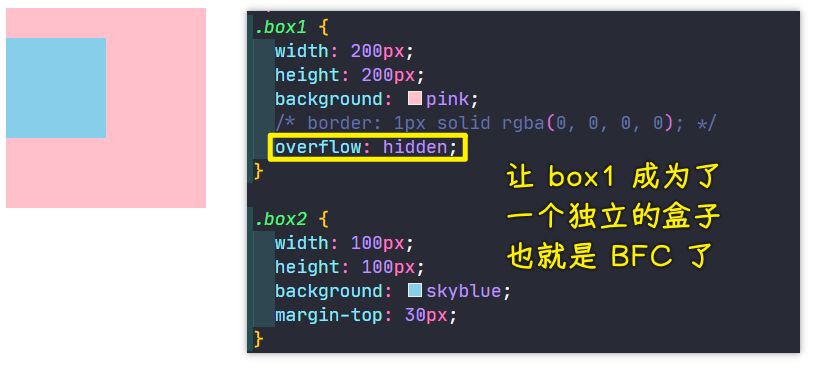 .box1 {
width: 200px;
height: 200px;
background: pink;
/* border: 1px solid rgba(0, 0, 0, 0); */
overflow: hidden;
}
让 box1 成为了
一个独立的盒子
也就是 BFC 了
.box2 {
width: 100px;
height: 100px;
background: skyblue;
margin-top: 30px;
}